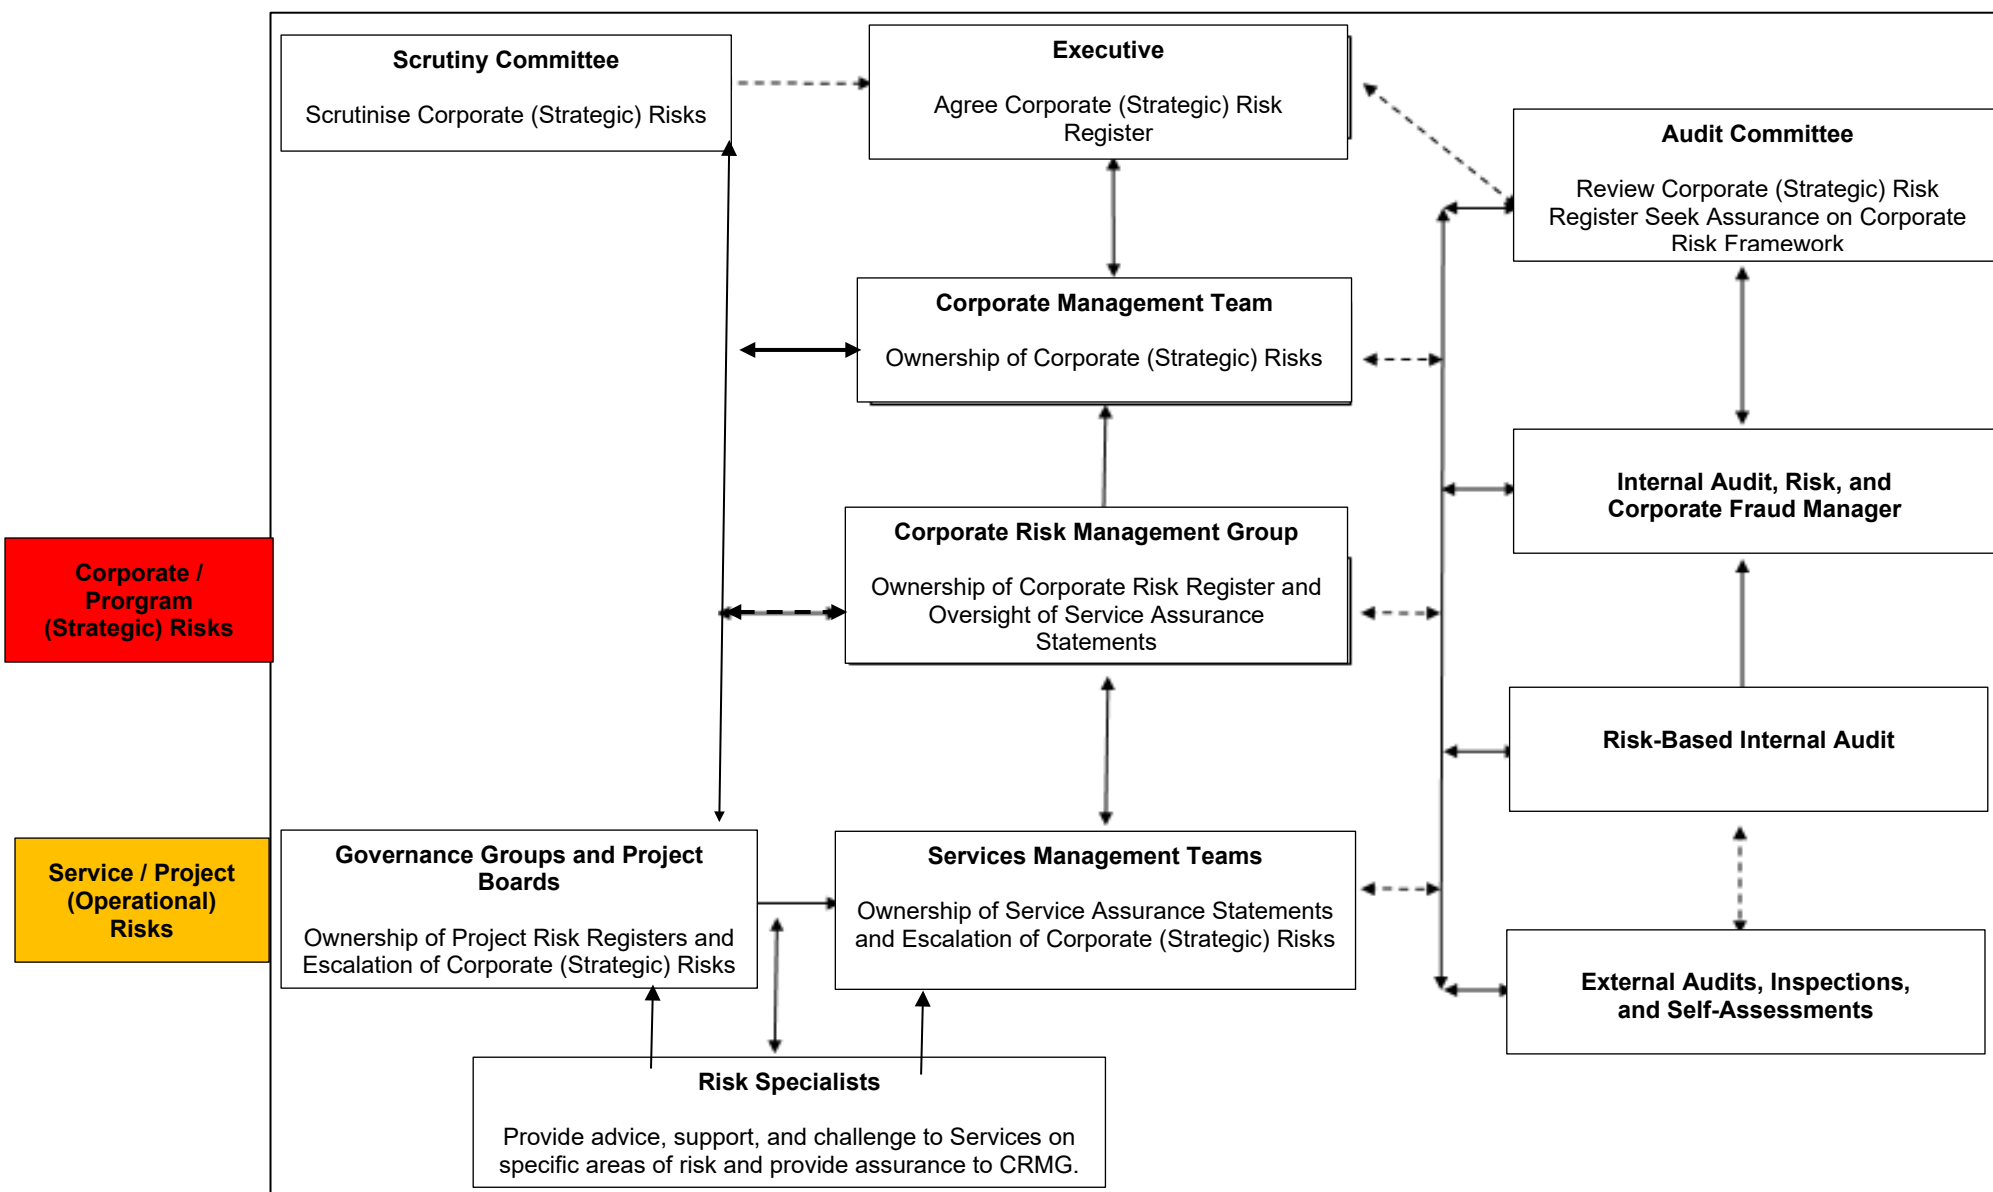 Scrutiny Committee
Scrutinise Corporate (Strategic) Risks
Executive
Agree Corporate (Strategic) Risk
Register
Audit Committee
Review Corporate (Strategic) Risk
Register Seek Assurance on Corporate
Risk Framework
Corporate Management Team
Ownership of Corporate (Strategic) Risks
Internal Audit, Risk, and
Corporate Fraud Manager
Corporate Risk Management Group
Ownership of Corporate Risk Register and
Oversight of Service Assurance
Statements
Corporate /
Prorgram
(Strategic) Risks
Risk-Based Internal Audit
Service / Project
(Operational)
Risks
Governance Groups and Project
Boards
Ownership of Project Risk Registers and
Escalation of Corporate (Strategic) Risks
Services Management Teams
Ownership of Service Assurance Statements
and Escalation of Corporate (Strategic) Risks
External Audits, Inspections,
and Self-Assessments
Risk Specialists
Provide advice, support, and challenge to Services on
specific areas of risk and provide assurance to CRMG.